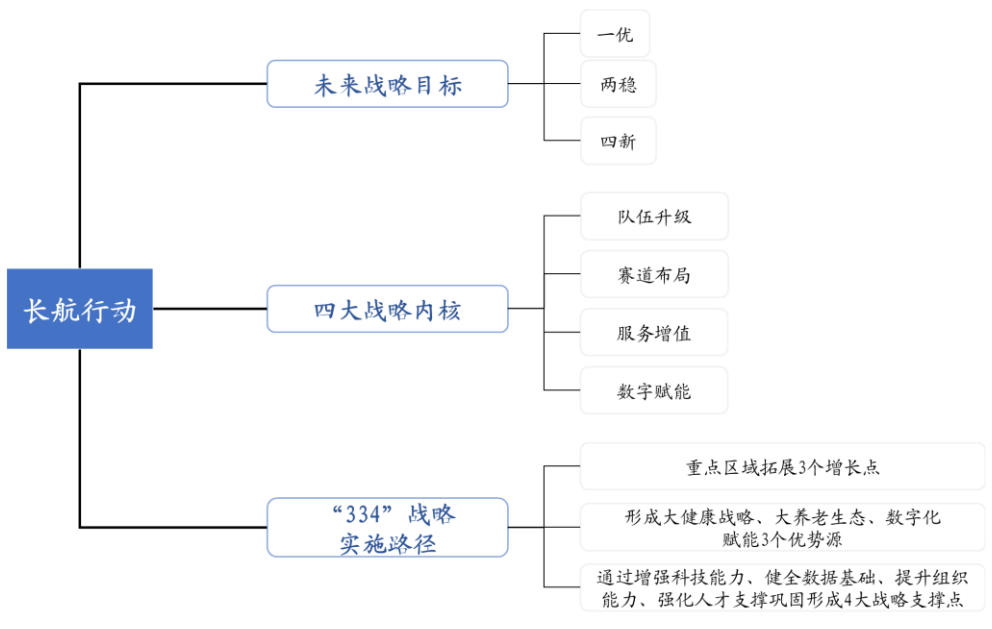 长航行动
未来战略目标
一优
两稳
四新
四大战略内核
队伍升级
赛道布局
服务增值
数字赋能
“334”战略
实施路径
重点区域拓展3个增长点
形成大健康战略、大养老生态、数字化
赋能3个优势源
通过增强科技能力、健全数据基础、提升组织
能力、强化人才支撑巩固形成4大战略支撑点